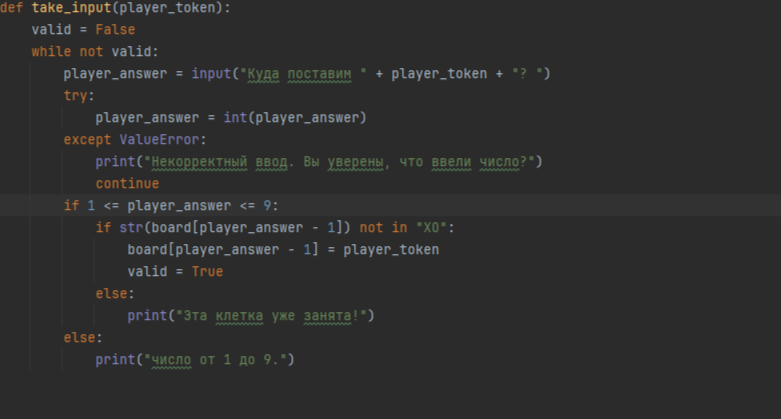 def take_input(player_token):
    valid = False
    while not valid:
        player_answer = input("Куда поставим " + player_token + "? ")
        try:
            player_answer = int(player_answer)
        except ValueError:
            print("Некорректный ввод. Вы уверены, что ввели число?")
            continue
        if 1 <= player_answer <= 9:
            if str(board[player_answer - 1]) not in "XO":
                board[player_answer - 1] = player_token
                valid = True
            else:
                print("Эта клетка уже занята!")
        else:
            print("число от 1 до 9.")